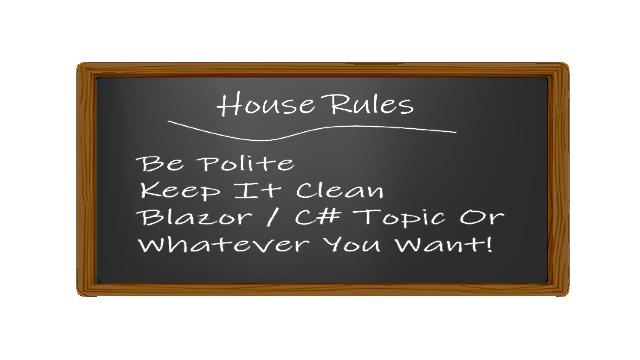 House Rules
Be Polite
Keep It Clean
Blazor / C# Topic Or
Whatever You Want!